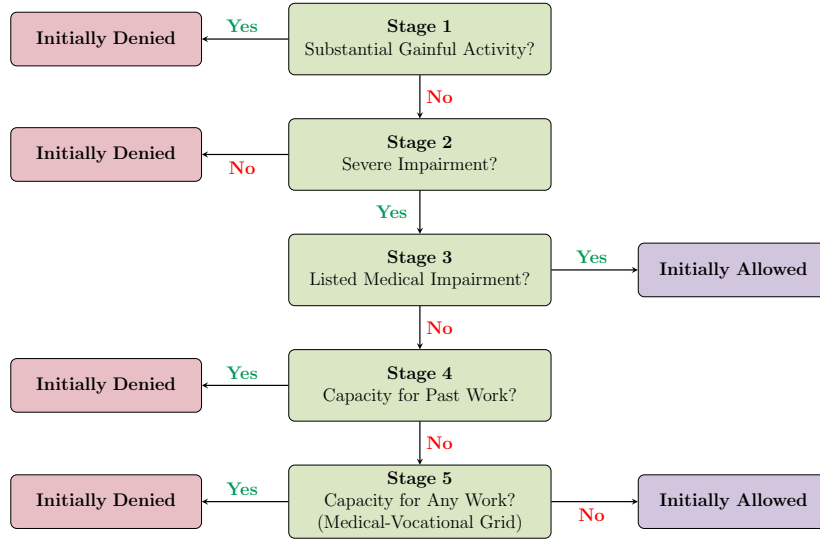 Stage 1
Substantial Gainful Activity?
Yes
Initially Denied
No
Stage 2
Severe Impairment?
No
Initially Denied
Yes
Stage 3
Listed Medical Impairment?
Yes
Initially Allowed
No
Stage 4
Capacity for Past Work?
Yes
Initially Denied
No
Stage 5
Capacity for Any Work?
(Medical-Vocational Grid)
Yes
Initially Denied
No
Initially Allowed